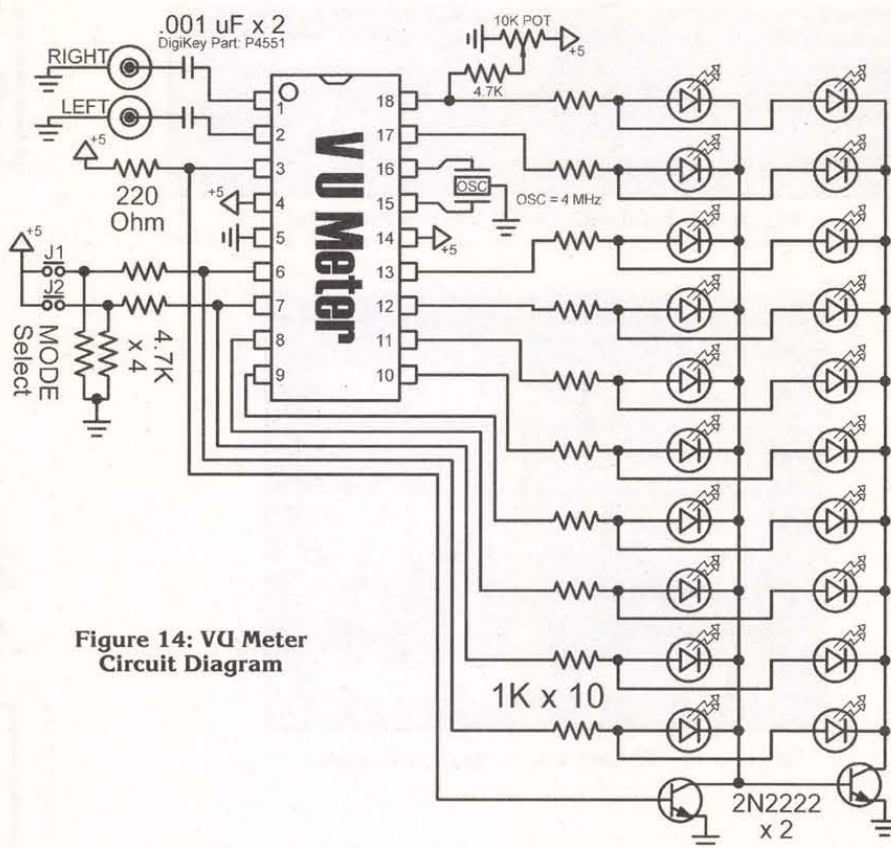 .001 uF x 2
DigiKey Part: P4551
RIGHT
LEFT
+5
220
Ohm
+5
+5
J1
J2
MODE
Select
4.7K
x 4
VU Meter
1
2
3
4
5
6
7
8
9
18
17
16
15
14
13
12
11
10
10K POT
+5
4.7K
OSC
OSC = 4 MHz
+5
1K x 10
2N2222
x 2
Figure 14: VU Meter
Circuit Diagram